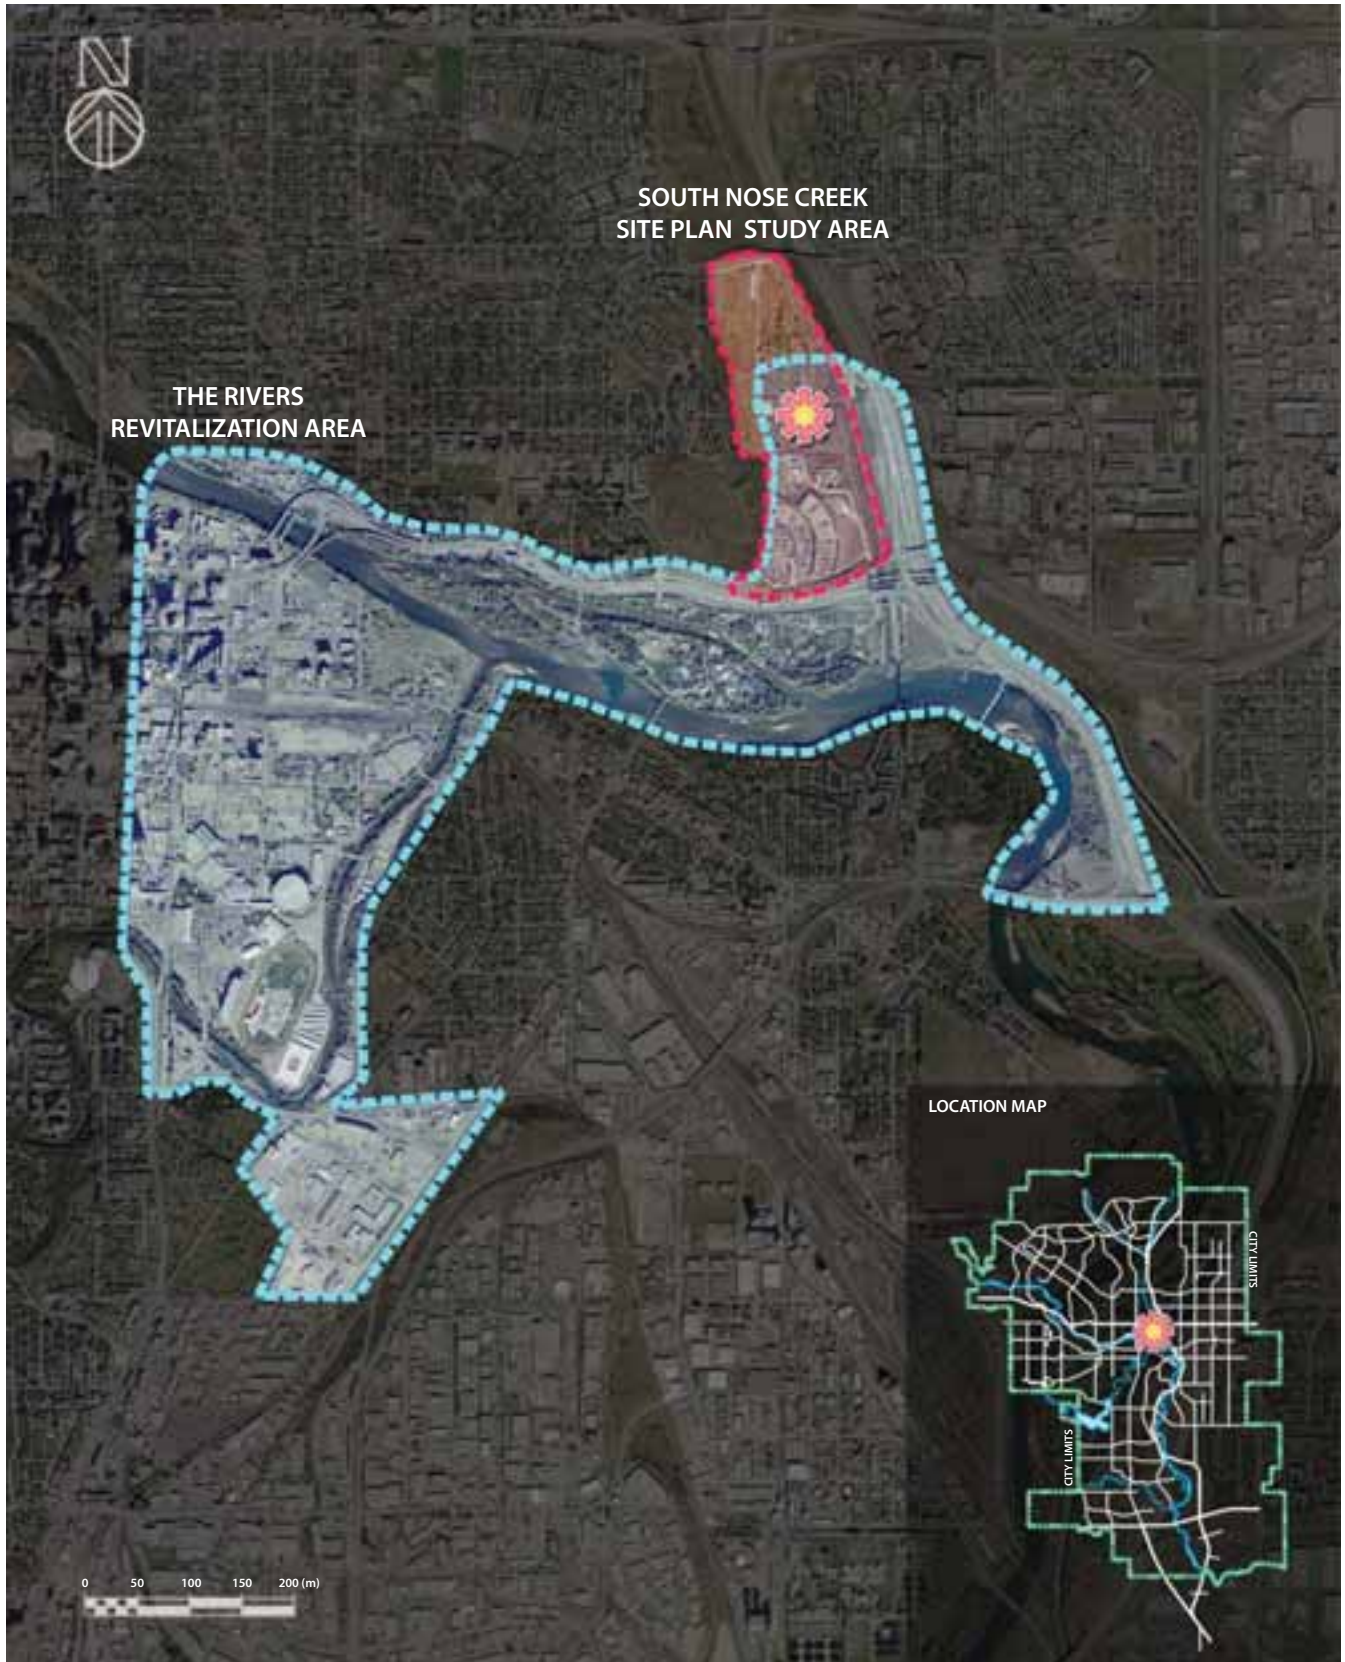 N
SOUTH NOSE CREEK
SITE PLAN STUDY AREA
THE RIVERS
REVITALIZATION AREA
LOCATION MAP
CITY LIMITS
CITY LIMITS
0 50 100 150 200 (m)